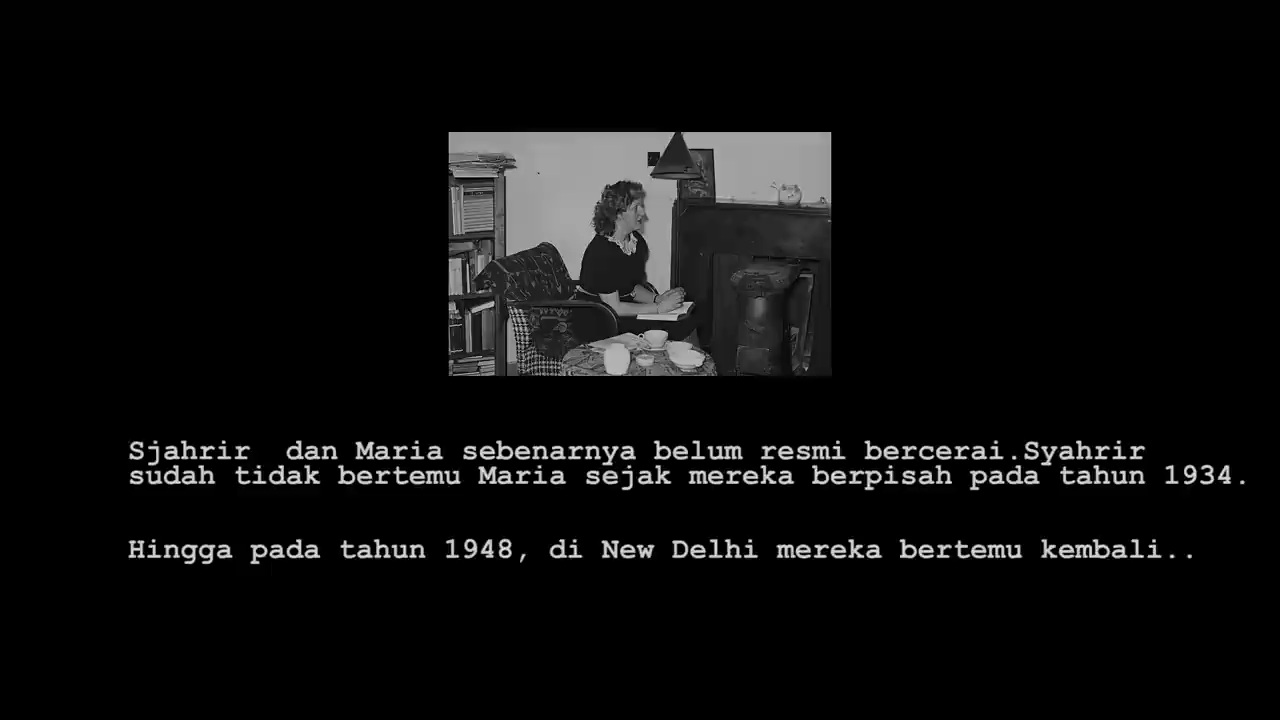 Sjahrir  dan Maria sebenarnya belum resmi bercerai.Syahrir
sudah tidak bertemu Maria sejak mereka berpisah pada tahun 1934.
Hingga pada tahun 1948, di New Delhi mereka bertemu kembali..